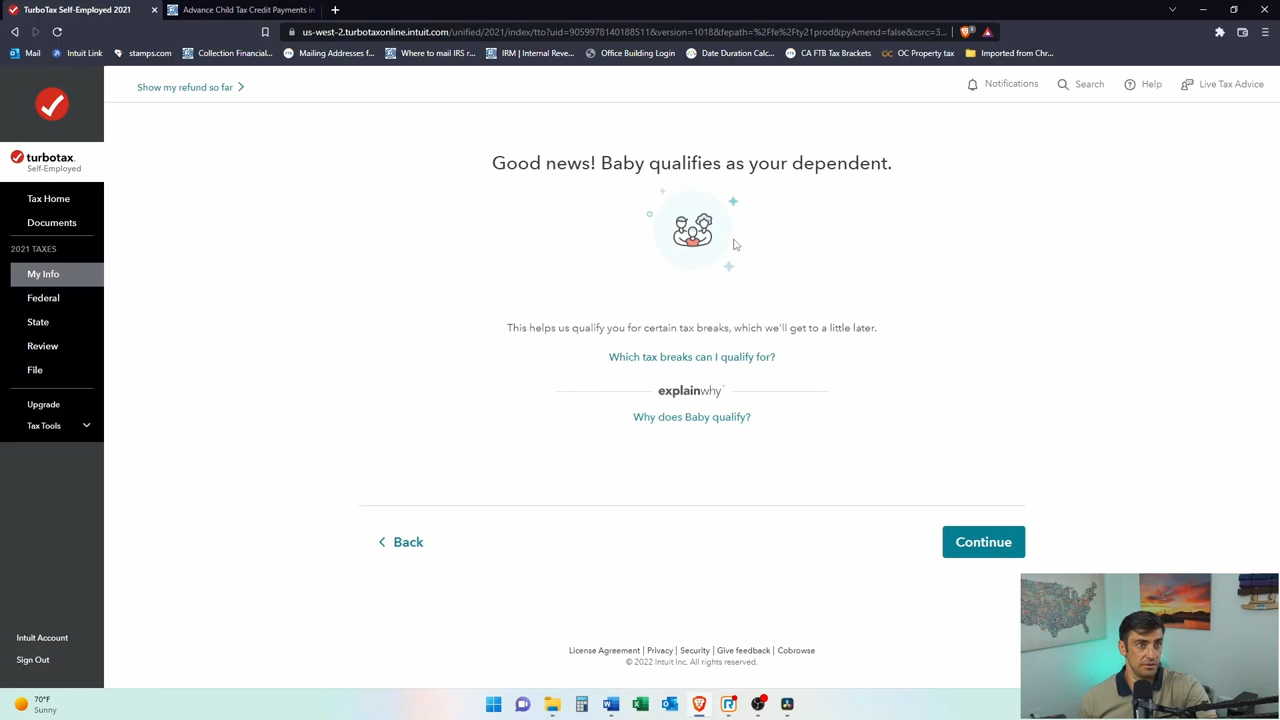 TurboTax Self-Employed 2021
Advance Child Tax Credit Payments in
us-west-2.turbotaxonline.intuit.com/unified/2021/index/tto?uid=9059978140188511&version=1018&fepath=%2Ffe%2Fty21prod&pyAmend=false&csrc=3...
Mail
Intuit Link
stamps.com
Collection Financial...
Mailing Addresses f...
Where to mail IRS r...
IRM | Internal Reve...
Office Building Login
Date Duration Calc...
CA FTB Tax Brackets
OC Property tax
Imported from Chr...
Show my refund so far
Notifications
Search
Help
Live Tax Advice
turbotax
Self-Employed
Tax Home
Documents
2021 TAXES
My Info
Federal
State
Review
File
Upgrade
Tax Tools
Intuit Account
Sign Out
Good news! Baby qualifies as your dependent.
This helps us qualify you for certain tax breaks, which we'll get to a little later.
Which tax breaks can I qualify for?
explainwhy™
Why does Baby qualify?
Back
Continue
License Agreement | Privacy | Security | Give feedback | Cobrowse
© 2022 Intuit Inc. All rights reserved.
70°F
Sunny